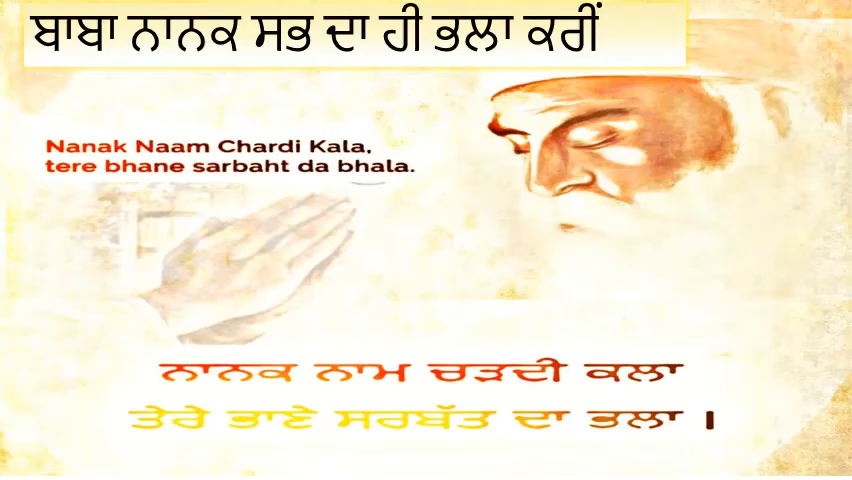 ਬਾਬਾ ਨਾਨਕ ਸਭ ਦਾ ਹੀ ਭਲਾ ਕਰੀਂ
Nanak Naam Chardi Kala,
tere bhane sarbaht da bhala.
ਨਾਨਕ ਨਾਮ ਚੜਦੀ ਕਲਾ
ਤੇਰੇ ਭਾਣੇ ਸਰਬੱਤ ਦਾ ਭਲਾ ।